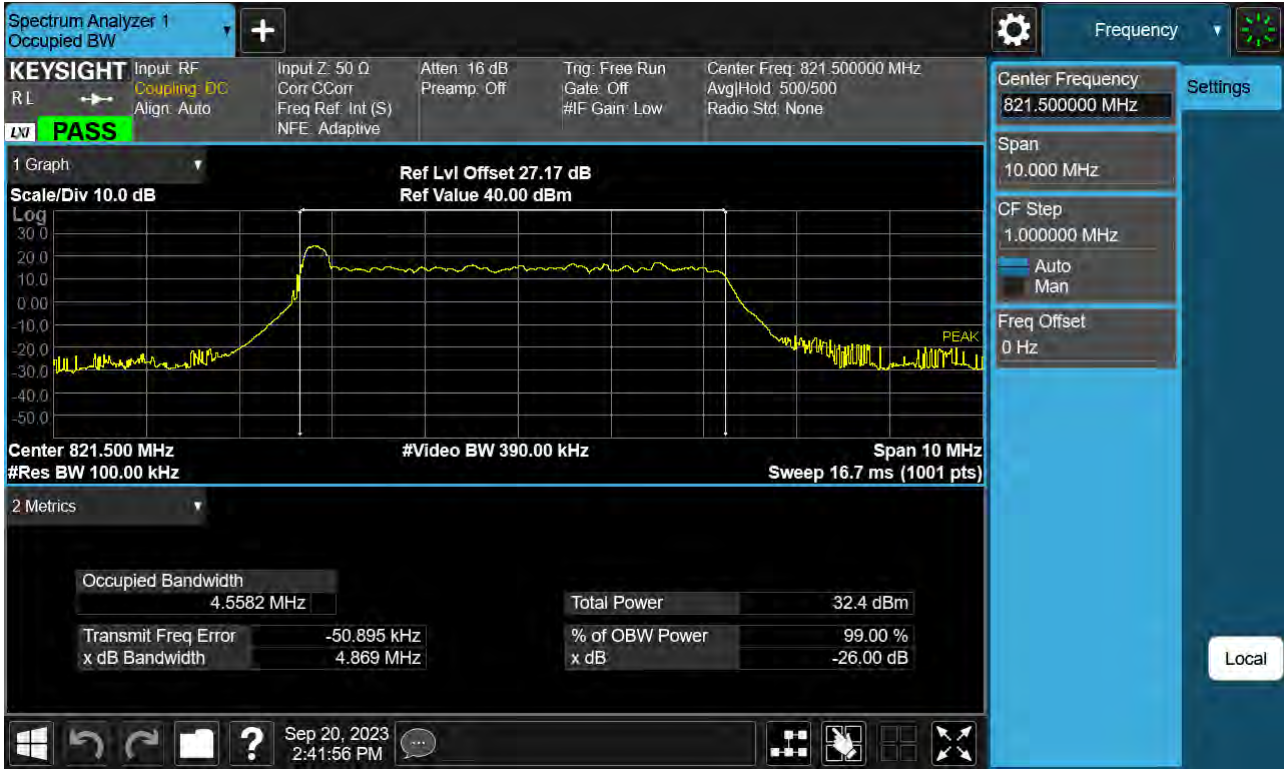 Spectrum Analyzer 1
Occupied BW
Frequency
KEYSIGHT
RL
LXI PASS
Input: RF
Coupling: DC
Align: Auto
Input Z: 50 Ω
Corr CCorr
Freq Ref: Int (S)
NFE: Adaptive
Atten: 16 dB
Preamp: Off
Trig: Free Run
Gate: Off
#IF Gain: Low
Center Freq: 821.500000 MHz
Avg|Hold: 500/500
Radio Std: None
Center Frequency
821.500000 MHz
Settings
Span
10.000 MHz
CF Step
1.000000 MHz
Auto
Man
Freq Offset
0 Hz
1 Graph
Scale/Div 10.0 dB
Ref Lvl Offset 27.17 dB
Ref Value 40.00 dBm
Log
30.0
20.0
10.0
0.00
-10.0
-20.0
-30.0
-40.0
-50.0
PEAK
Center 821.500 MHz
#Video BW 390.00 kHz
Span 10 MHz
#Res BW 100.00 kHz
Sweep 16.7 ms (1001 pts)
2 Metrics
Occupied Bandwidth
4.5582 MHz
Total Power 32.4 dBm
Transmit Freq Error -50.895 kHz
% of OBW Power 99.00 %
x dB Bandwidth 4.869 MHz
x dB -26.00 dB
Local
?
Sep 20, 2023
2:41:56 PM